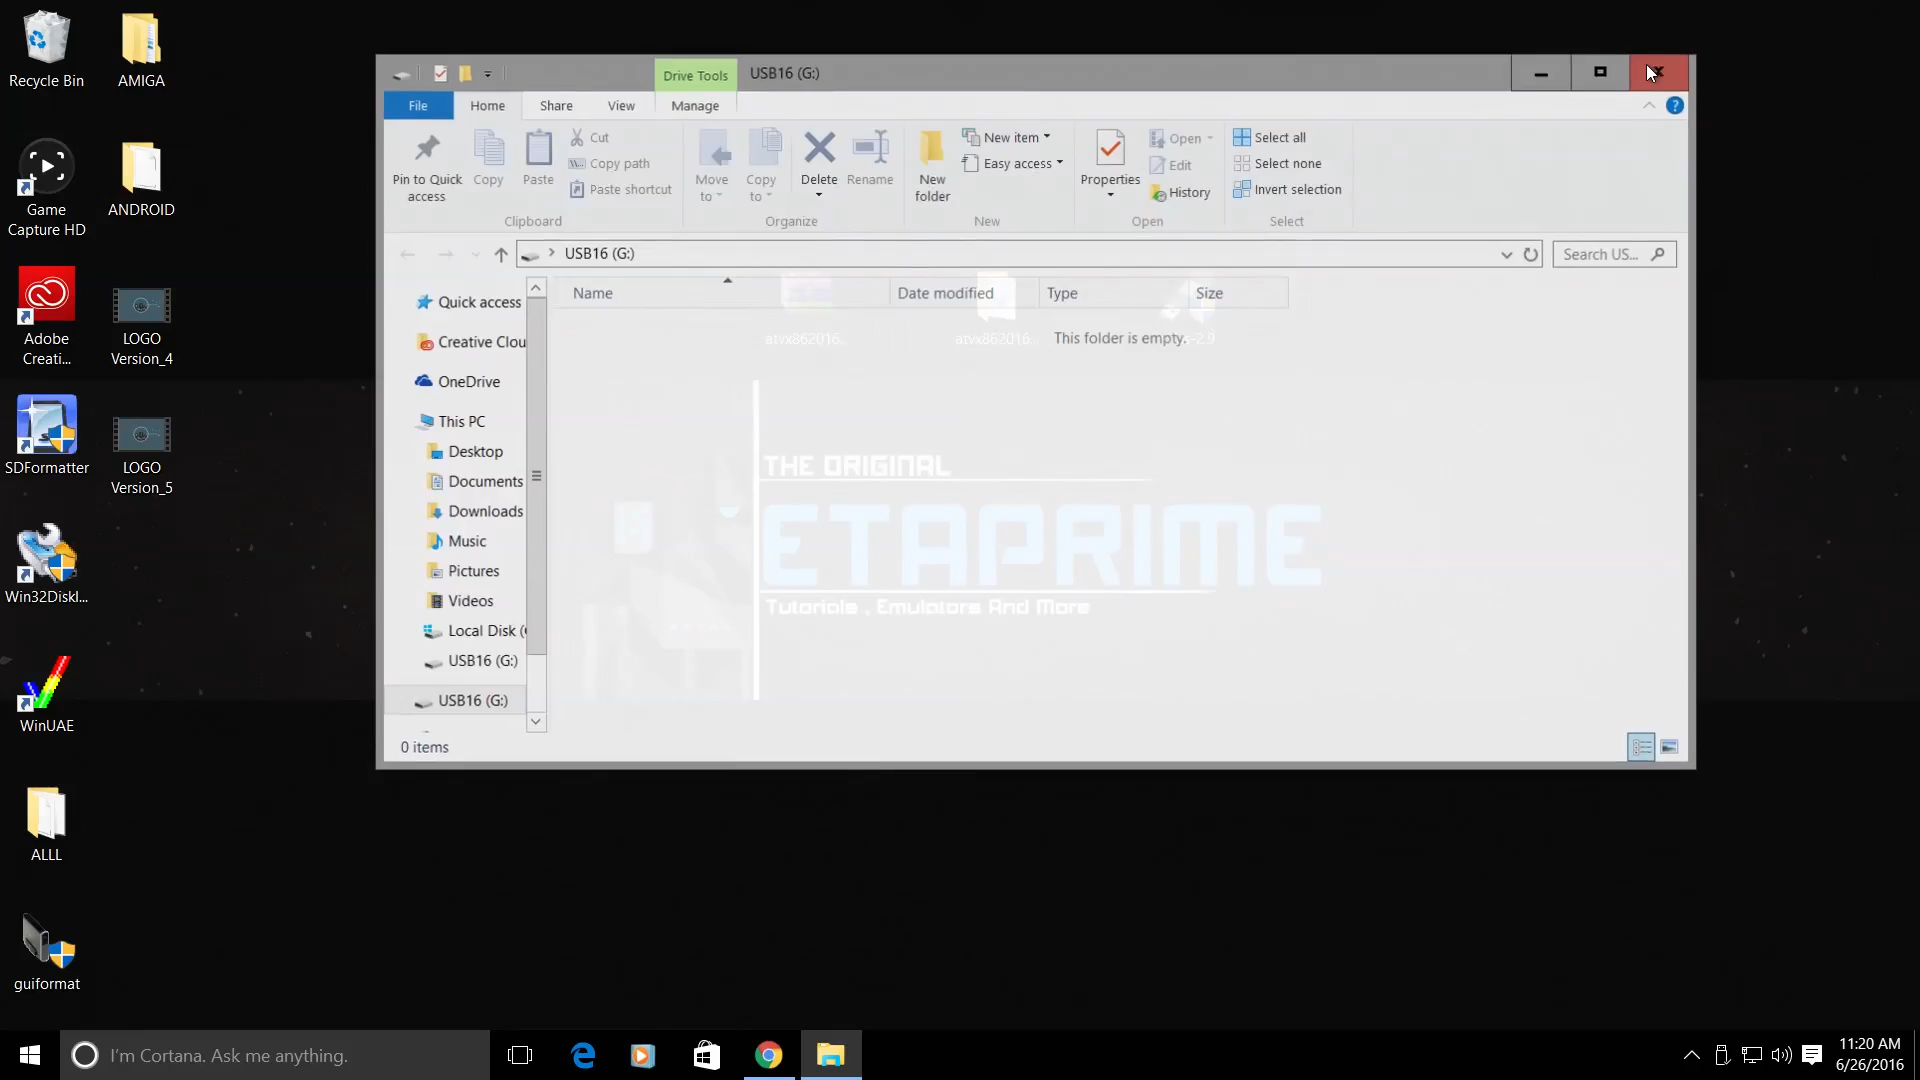 Recycle Bin
AMIGA
Game
Capture HD
ANDROID
Adobe
Creati...
LOGO
Version_4
SDFormatter
LOGO
Version_5
Win32DiskI...
WinUAE
ALLL
guiformat
Drive Tools
USB16 (G:)
File
Home
Share
View
Manage
Pin to Quick
access
Copy
Paste
Cut
Copy path
Paste shortcut
Clipboard
Move
to
Copy
to
Delete
Rename
Organize
New
folder
New item
Easy access
New
Properties
Open
Edit
History
Open
Select all
Select none
Invert selection
Select
USB16 (G:)
Search US...
Name
Date modified
Type
Size
atvx862016...
atvx862016...
This folder is empty.
-2.9
Quick access
Creative Clou
OneDrive
This PC
Desktop
Documents
Downloads
Music
Pictures
Videos
Local Disk (
USB16 (G:)
USB16 (G:)
THE ORIGINAL
ETAPRIME
Tutorials , Emulators And More
0 items
I'm Cortana. Ask me anything.
11:20 AM
6/26/2016